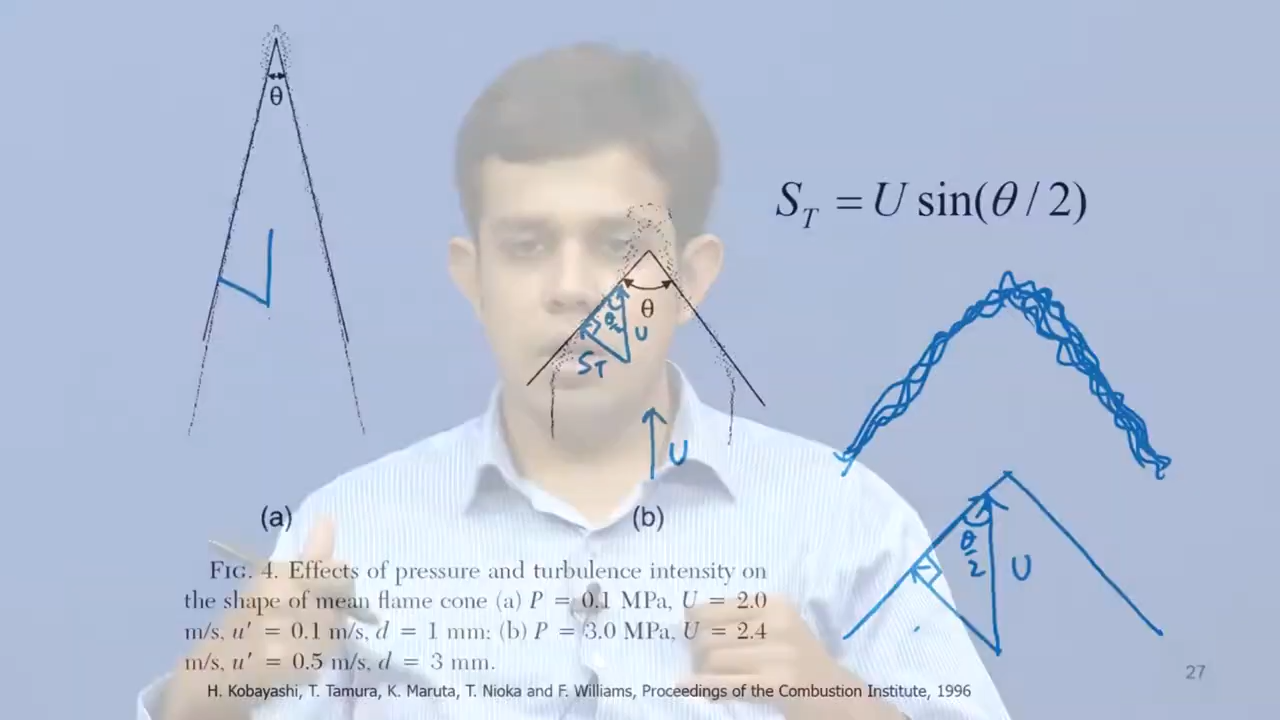 θ
S_T = U sin(θ / 2)
θ
θ/2
U
S_T
U
θ/2
U
(a)
(b)
FIG. 4. Effects of pressure and turbulence intensity on
the shape of mean flame cone (a) P = 0.1 MPa, U = 2.0
m/s, u′ = 0.1 m/s, d = 1 mm; (b) P = 3.0 MPa, U = 2.4
m/s, u′ = 0.5 m/s, d = 3 mm.
H. Kobayashi, T. Tamura, K. Maruta, T. Nioka and F. Williams, Proceedings of the Combustion Institute, 1996
27